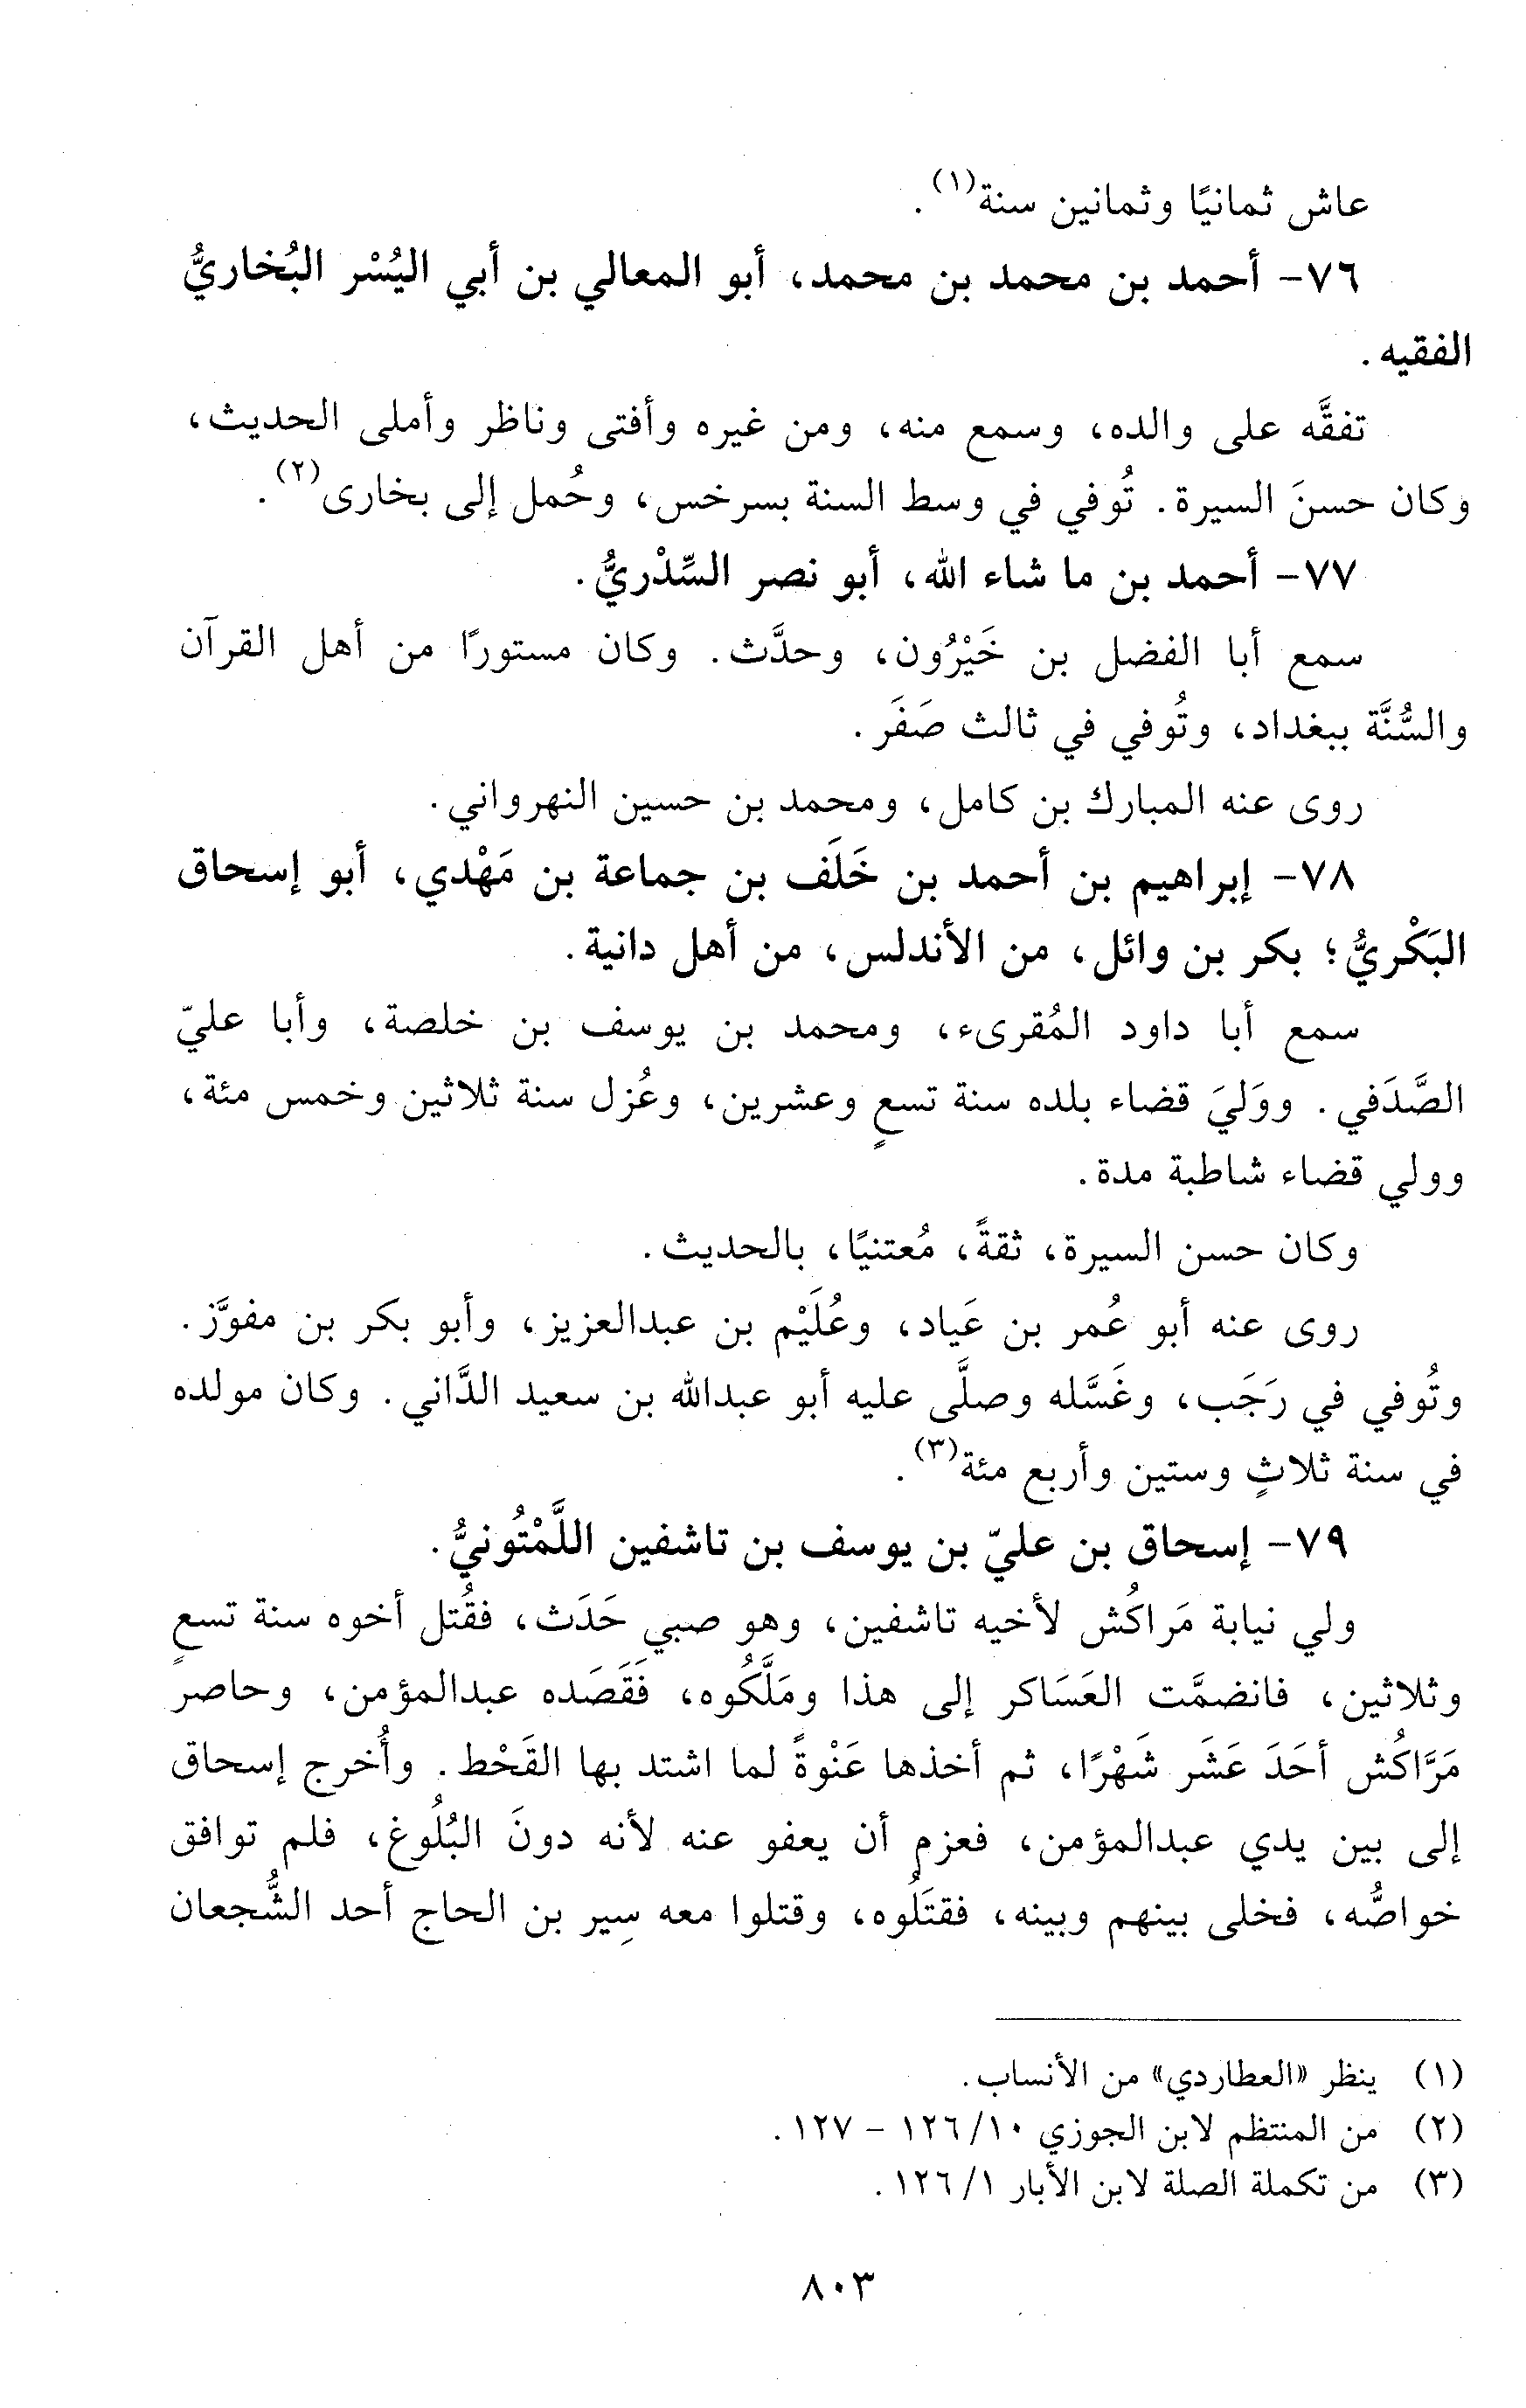 عاش ثمانيًا وثمانين سنة(١).
٧٦- أحمد بن محمد بن محمد، أبو المعالي بن أبي اليُسْر البُخاريُّ
الفقيه.
تفقَّه على والده، وسمع منه، ومن غيره وأفتى وناظر وأملى الحديث،
وكان حسنَ السيرة. تُوفي في وسط السنة بسرخس، وحُمل إلى بخارى(٢).
٧٧- أحمد بن ما شاء الله، أبو نصر السِّدْريُّ.
سمع أبا الفضل بن خَيْرُون، وحدَّث. وكان مستورًا من أهل القرآن
والسُّنَّة ببغداد، وتُوفي في ثالث صَفَر.
روى عنه المبارك بن كامل، ومحمد بن حسين النهرواني.
٧٨- إبراهيم بن أحمد بن خَلَف بن جماعة بن مَهْدي، أبو إسحاق
البَكْريُّ؛ بكر بن وائل، من الأندلس، من أهل دانية.
سمع أبا داود المُقرىء، ومحمد بن يوسف بن خلصة، وأبا عليّ
الصَّدَفي. ووَليَ قضاء بلده سنة تسعٍ وعشرين، وعُزل سنة ثلاثين وخمس مئة،
وولي قضاء شاطبة مدة.
وكان حسن السيرة، ثقةً، مُعتنيًا، بالحديث.
روى عنه أبو عُمر بن عَياد، وعُلَيْم بن عبدالعزيز، وأبو بكر بن مفوَّز.
وتُوفي في رَجَب، وغَسَّله وصلَّى عليه أبو عبدالله بن سعيد الدَّاني. وكان مولده
في سنة ثلاثٍ وستين وأربع مئة(٣).
٧٩- إسحاق بن عليّ بن يوسف بن تاشفين اللَّمْتُونيُّ.
ولي نيابة مَراكُش لأخيه تاشفين، وهو صبي حَدَث، فقُتل أخوه سنة تسعٍ
وثلاثين، فانضمَّت العَسَاكر إلى هذا ومَلَّكُوه، فَقَصَده عبدالمؤمن، وحاصر
مَرَّاكُش أحَدَ عَشَر شَهْرًا، ثم أخذها عَنْوةً لما اشتد بها القَحْط. وأُخرج إسحاق
إلى بين يدي عبدالمؤمن، فعزم أن يعفو عنه لأنه دونَ البُلُوغ، فلم توافق
خواصُّه، فخلى بينهم وبينه، فقتَلُوه، وقتلوا معه سِير بن الحاج أحد الشُّجعان
(١) ينظر «العطاردي» من الأنساب.
(٢) من المنتظم لابن الجوزي ١٠/ ١٢٦ - ١٢٧.
(٣) من تكملة الصلة لابن الأبار ١/ ١٢٦.
٨٠٣